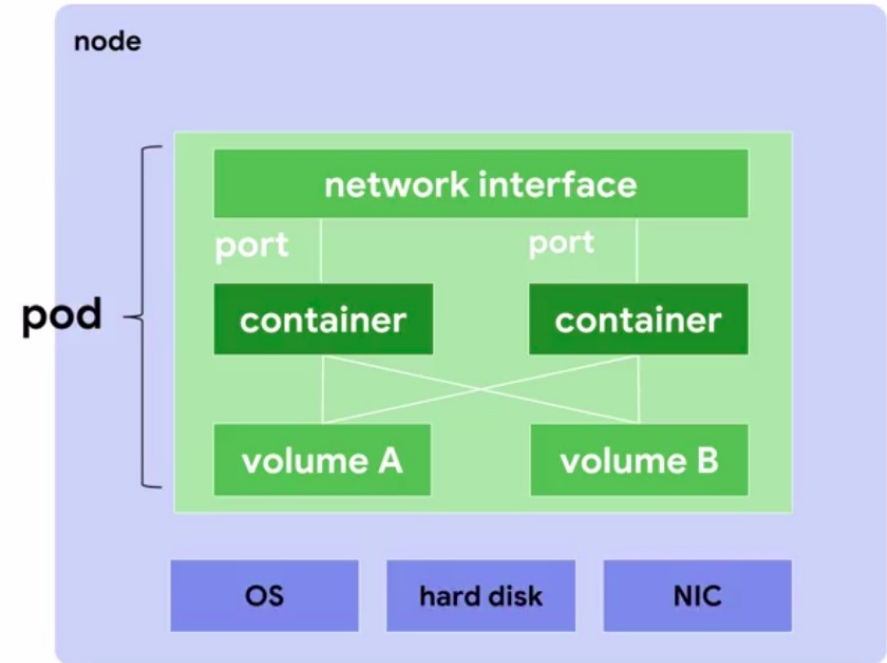 node
network interface
port port
pod
container container
volume A volume B
OS hard disk NIC